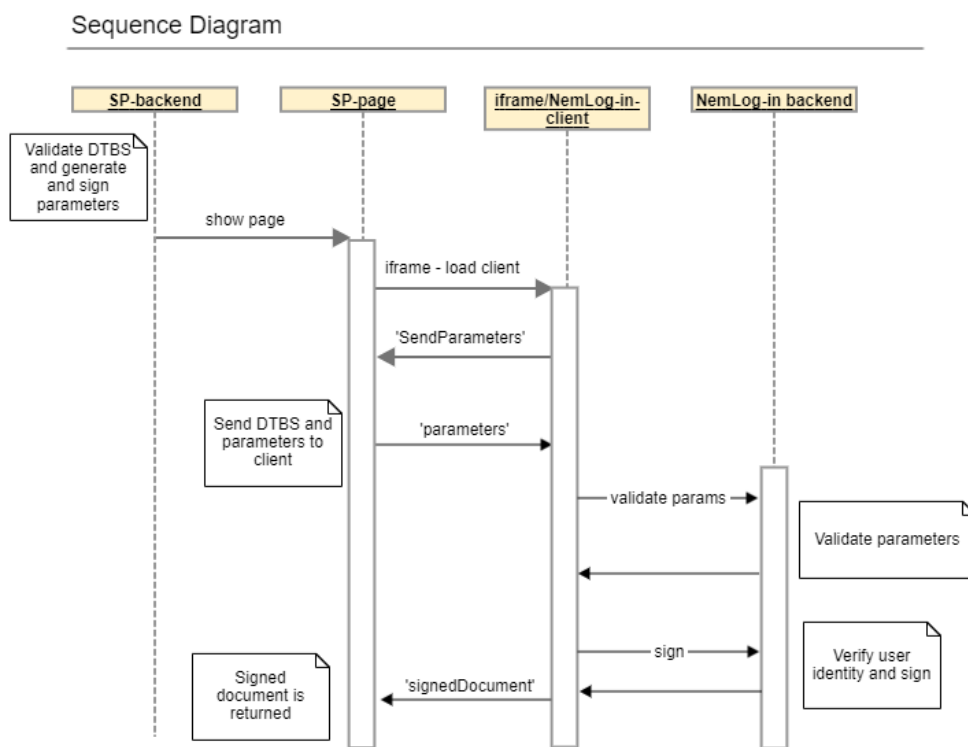 Sequence Diagram
SP-backend
SP-page
iframe/NemLog-in-
client
NemLog-in backend
Validate DTBS
and generate
and sign
parameters
show page
iframe - load client
'SendParameters'
Send DTBS and
parameters to
client
'parameters'
validate params
Validate parameters
sign
Verify user
identity and sign
Signed
document is
returned
'signedDocument'